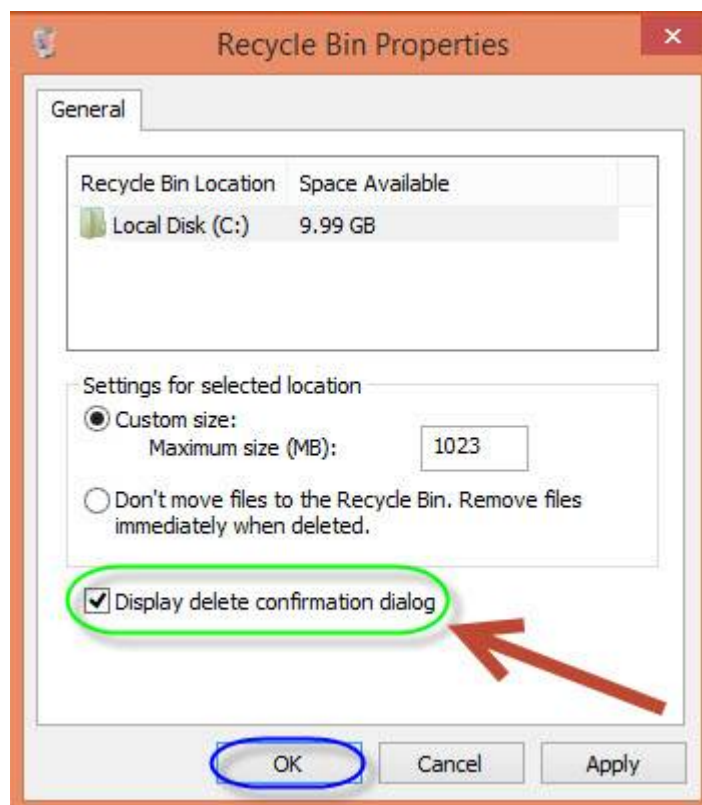 Recycle Bin Properties
General
Recycle Bin Location Space Available
Local Disk (C:) 9.99 GB
Settings for selected location
Custom size:
Maximum size (MB): 1023
Don't move files to the Recycle Bin. Remove files
immediately when deleted.
Display delete confirmation dialog
OK Cancel Apply